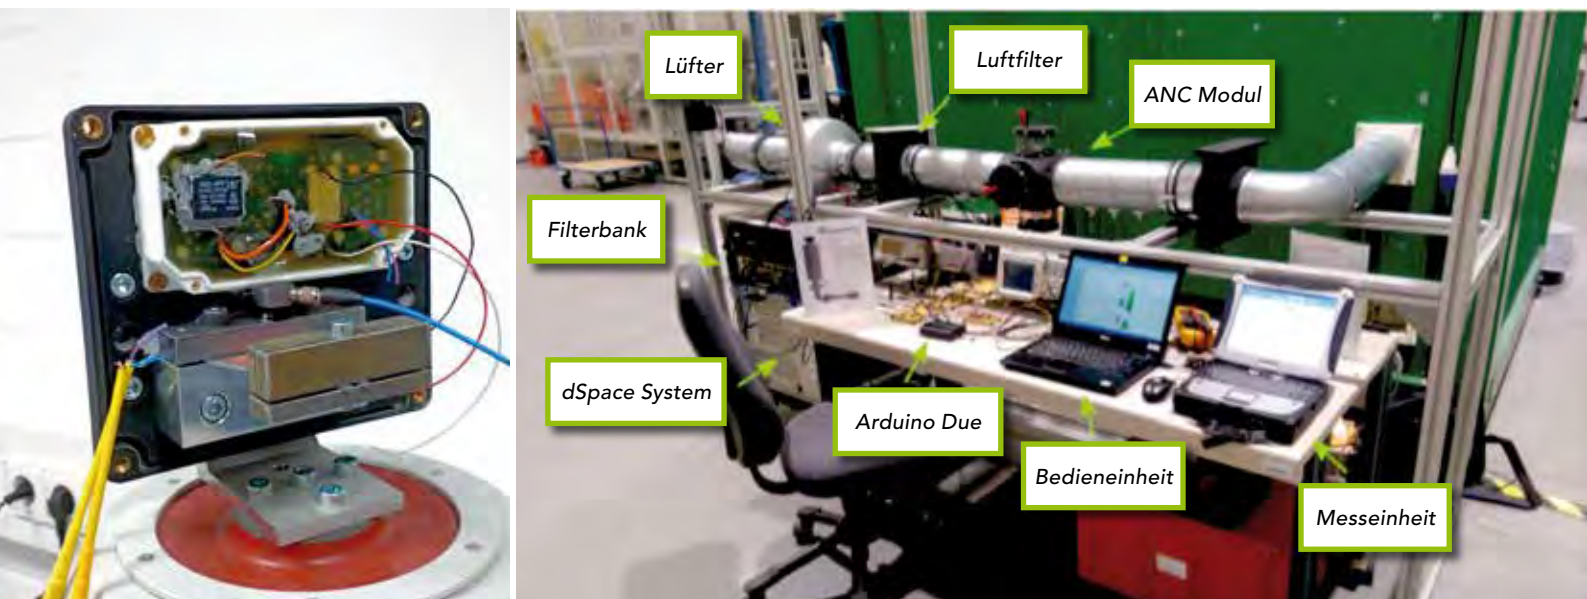 Lüfter
Luftfilter
ANC Modul
Filterbank
dSpace System
Arduino Due
Bedieneinheit
Messeinheit